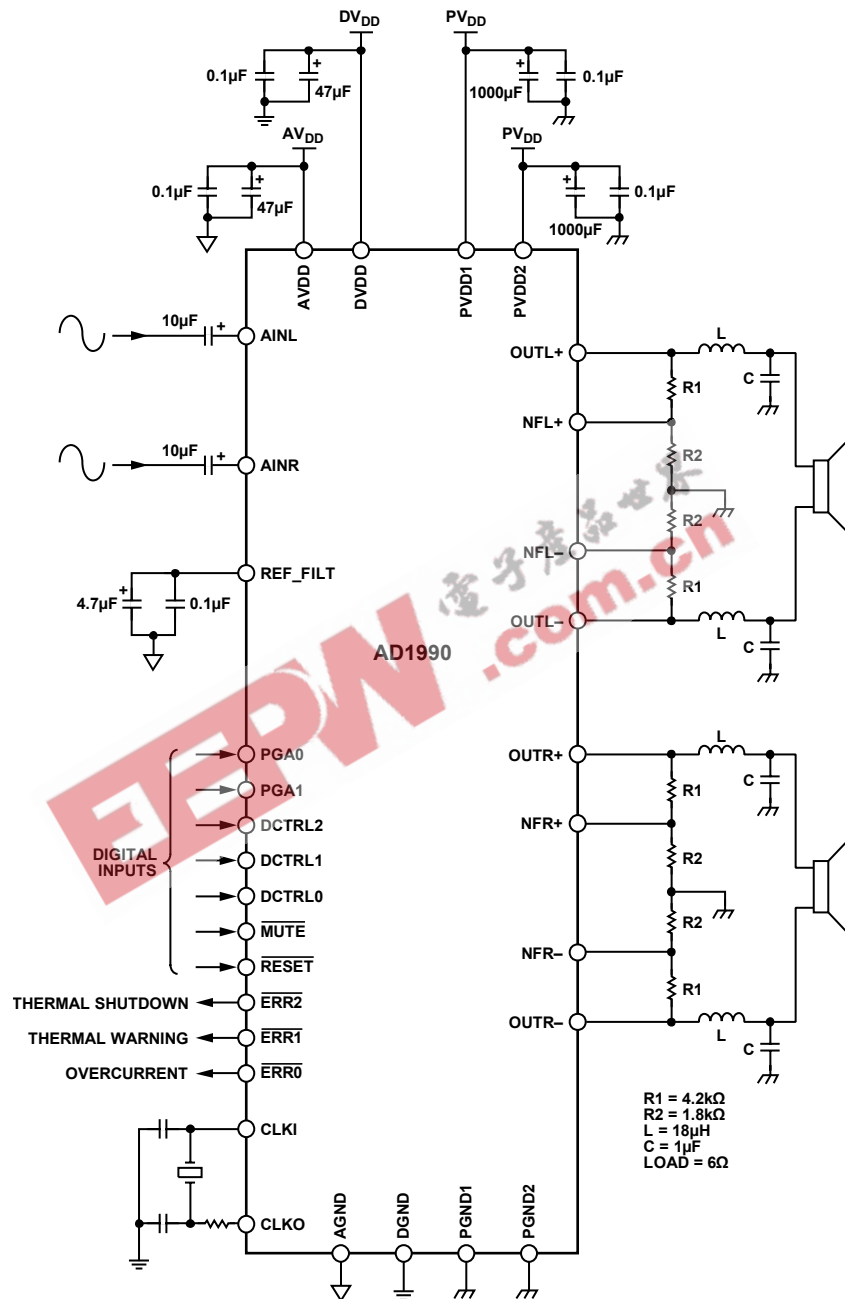 DVDD
PVDD
0.1µF
47µF
1000µF
0.1µF
AVDD
PVDD
0.1µF
47µF
1000µF
0.1µF
AVDD
DVDD
PVDD1
PVDD2
10µF
AINL
OUTL+
L
C
R1
NFL+
R2
10µF
AINR
R2
NFL–
R1
REF_FILT
4.7µF
0.1µF
OUTL–
L
C
AD1990
電子產品世界
EEPW.com.cn
DIGITAL
INPUTS
PGA0
PGA1
DCTRL2
DCTRL1
DCTRL0
MUTE
RESET
OUTR+
L
C
R1
NFR+
R2
R2
NFR–
R1
OUTR–
L
C
THERMAL SHUTDOWN
ERR2
THERMAL WARNING
ERR1
OVERCURRENT
ERR0
CLKI
CLKO
R1 = 4.2kΩ
R2 = 1.8kΩ
L = 18µH
C = 1µF
LOAD = 6Ω
AGND
DGND
PGND1
PGND2